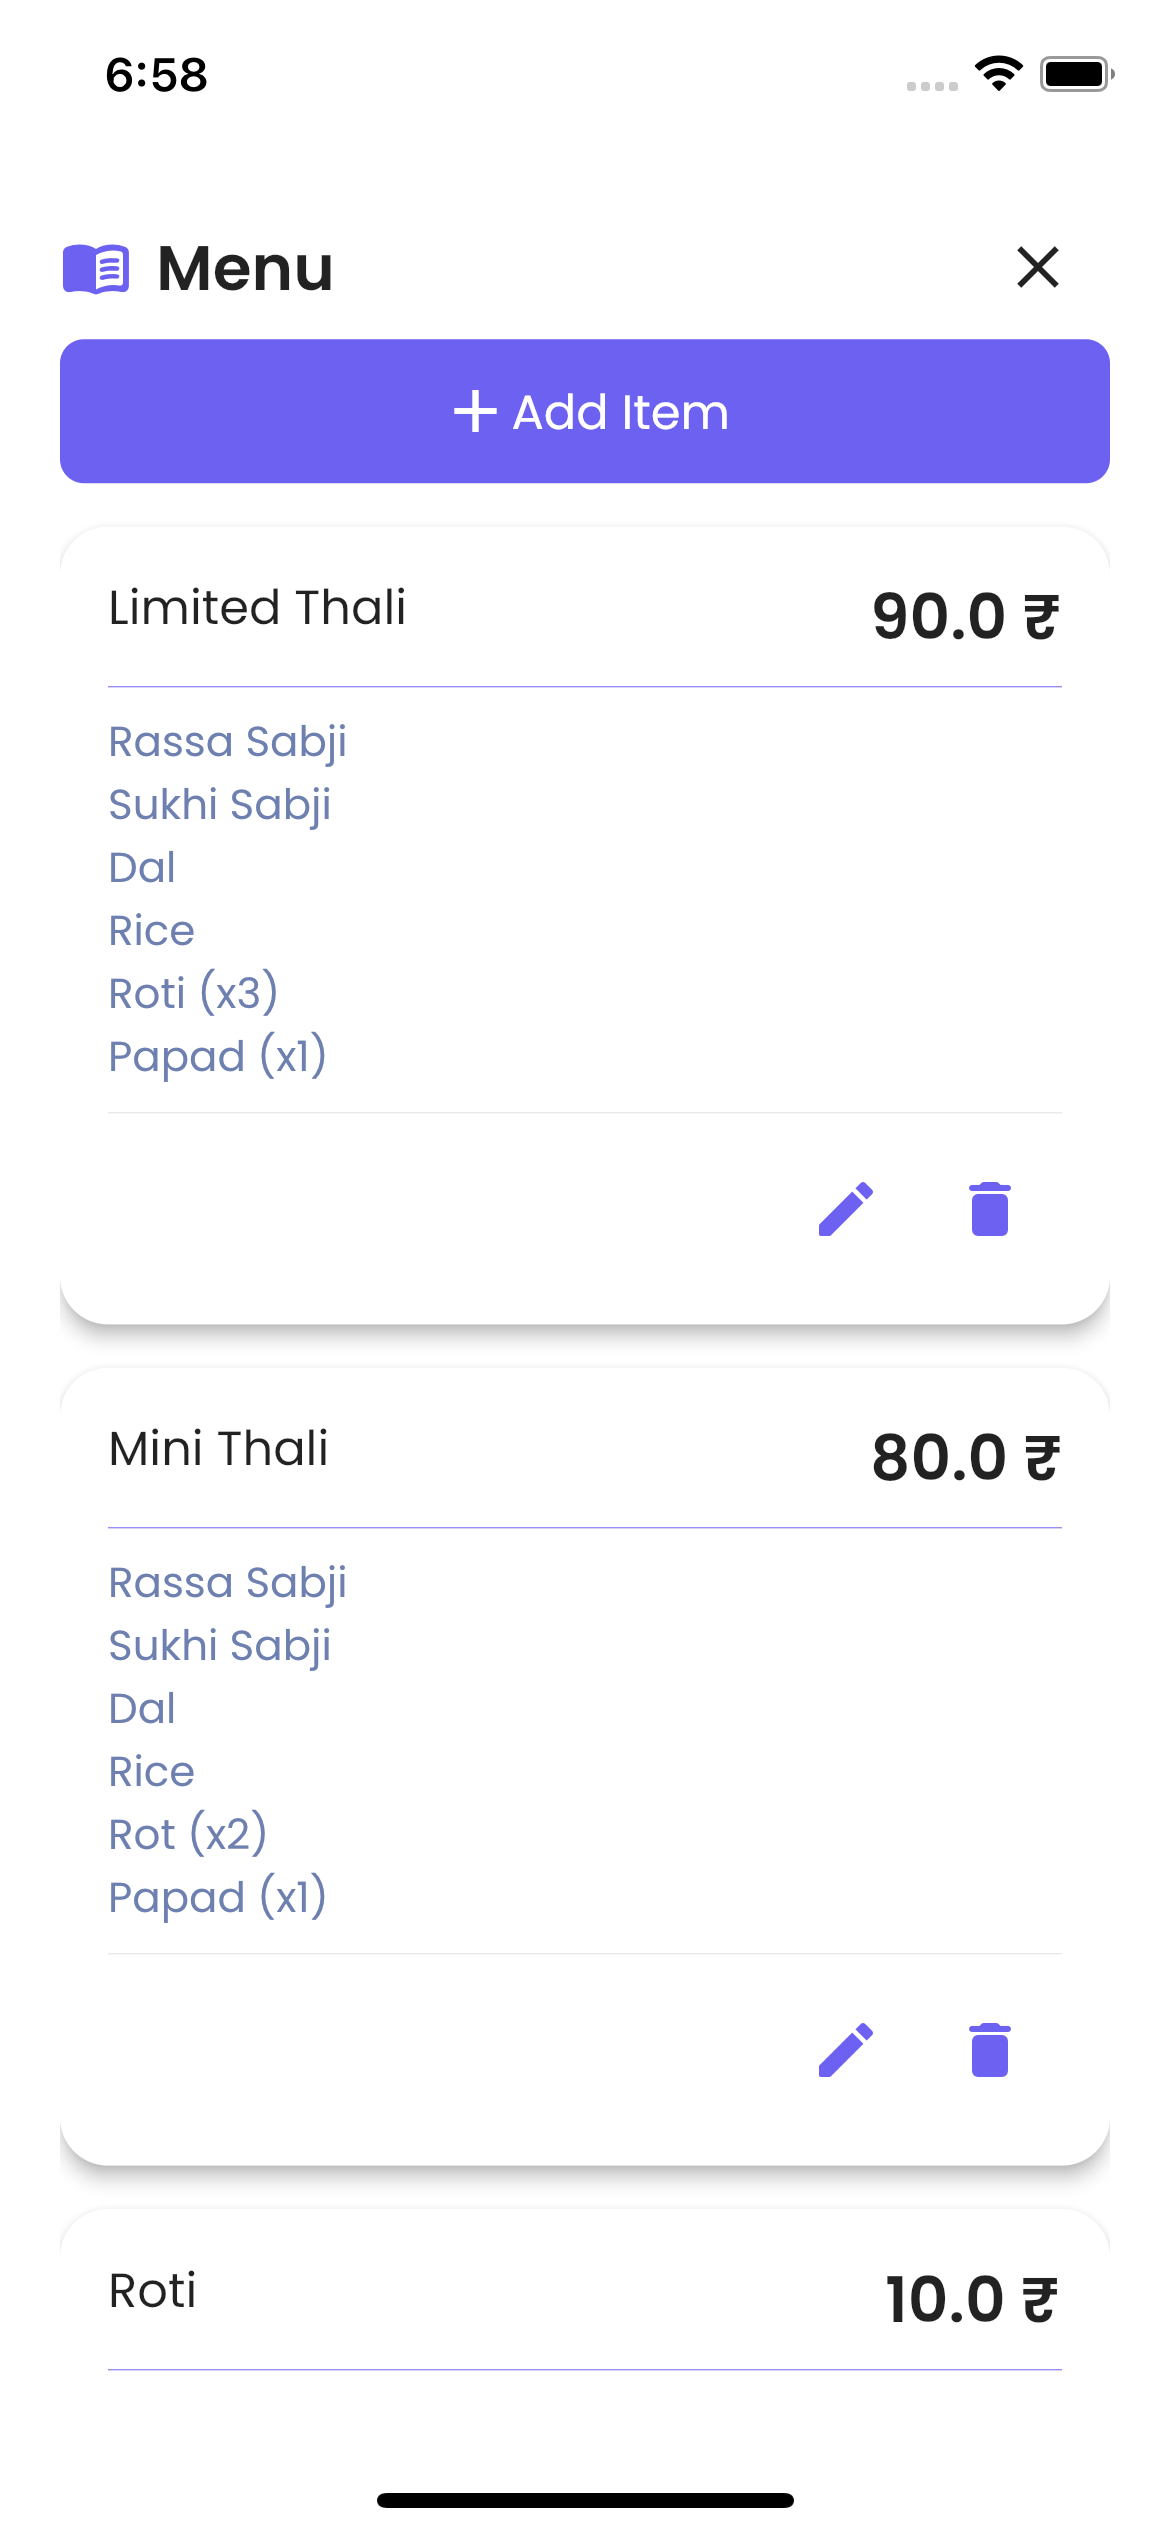 6:58
Menu
+ Add Item
Limited Thali
90.0 ₹
Rassa Sabji
Sukhi Sabji
Dal
Rice
Roti (x3)
Papad (x1)
Mini Thali
80.0 ₹
Rassa Sabji
Sukhi Sabji
Dal
Rice
Rot (x2)
Papad (x1)
Roti
10.0 ₹